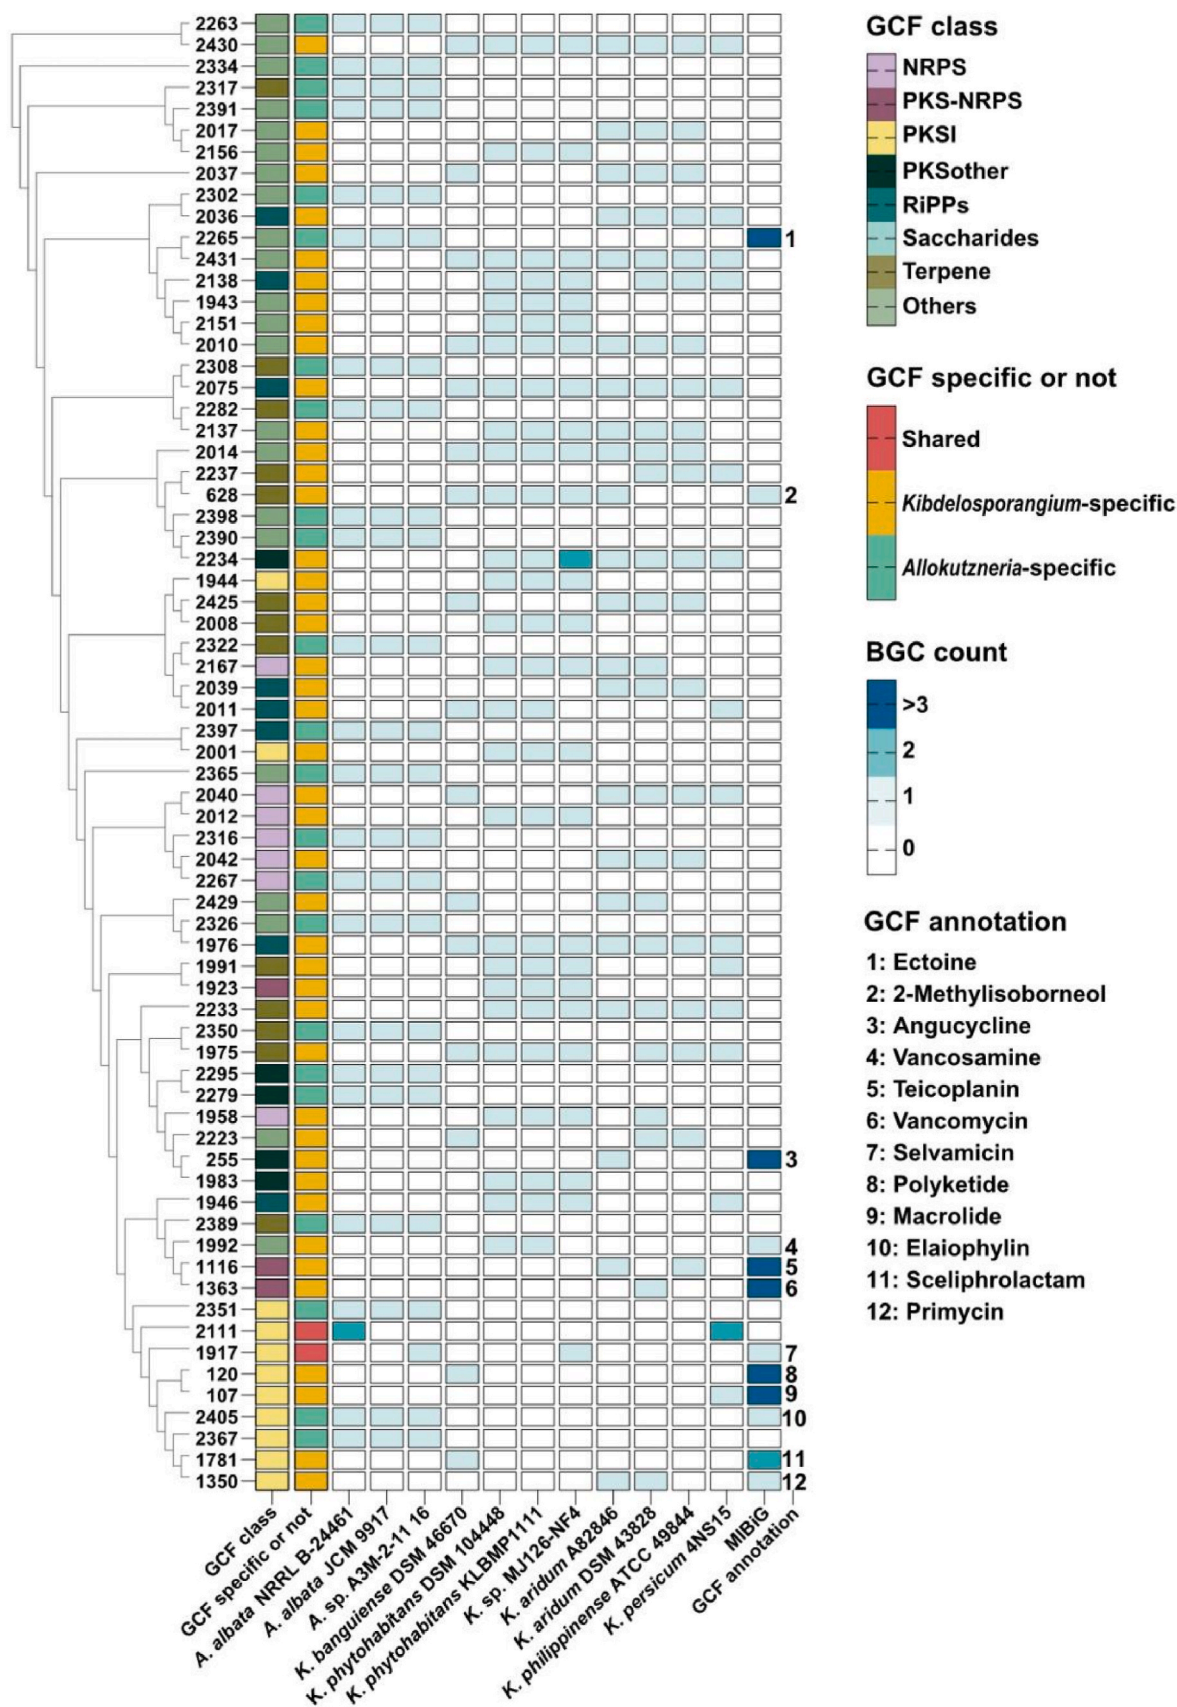 2263
2430
2334
2317
2391
2017
2156
2037
2302
2036
2265 1
2431
2138
1943
2151
2010
2308
2075
2282
2137
2014
2237
628 2
2398
2390
2234
1944
2425
2008
2322
2167
2039
2011
2397
2001
2365
2040
2012
2316
2042
2267
2429
2326
1976
1991
1923
2233
2350
1975
2295
2279
1958
2223
255 3
1983
1946
2389
1992 4
1116 5
1363 6
2351
2111
1917 7
120 8
107 9
2405 10
2367
1781 11
1350 12
GCF class
GCF specific or not
A. albata NRRL B-24461
A. albata JCM 9917
A. sp. A3M-2-11 16
K. banguiense DSM 46670
K. phytohabitans DSM 104448
K. phytohabitans KLBMP1111
K. sp. MJ126-NF4
K. aridum A82846
K. aridum DSM 43828
K. philippinense ATCC 49844
K. persicum 4NS15
MIBiG
GCF annotation
GCF class
NRPS
PKS-NRPS
PKSI
PKSother
RiPPs
Saccharides
Terpene
Others
GCF specific or not
Shared
Kibdelosporangium-specific
Allokutzneria-specific
BGC count
>3
2
1
0
GCF annotation
1: Ectoine
2: 2-Methylisoborneol
3: Angucycline
4: Vancosamine
5: Teicoplanin
6: Vancomycin
7: Selvamicin
8: Polyketide
9: Macrolide
10: Elaiophylin
11: Sceliphrolactam
12: Primycin